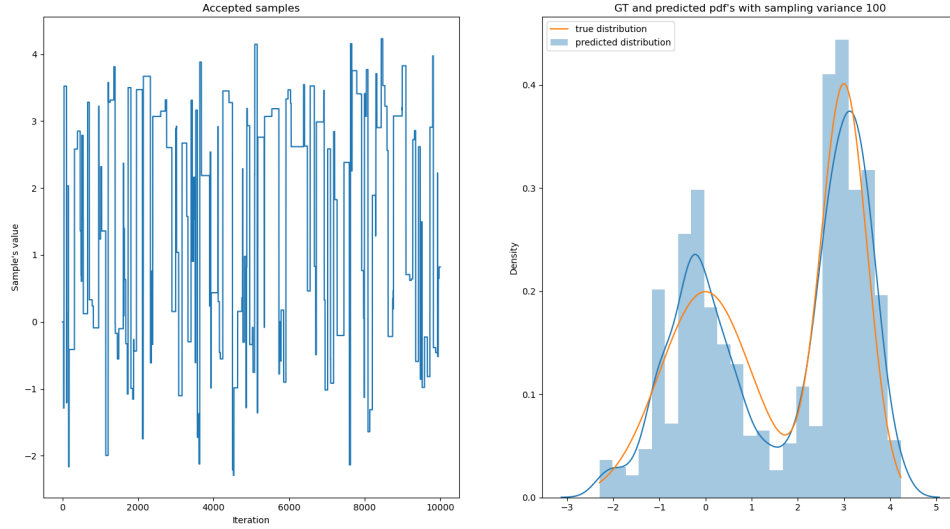 Accepted samples
Sample's value
4
3
2
1
0
−1
−2
0 2000 4000 6000 8000 10000
Iteration
GT and predicted pdf's with sampling variance 100
true distribution
predicted distribution
Density
0.4
0.3
0.2
0.1
0.0
−3 −2 −1 0 1 2 3 4 5